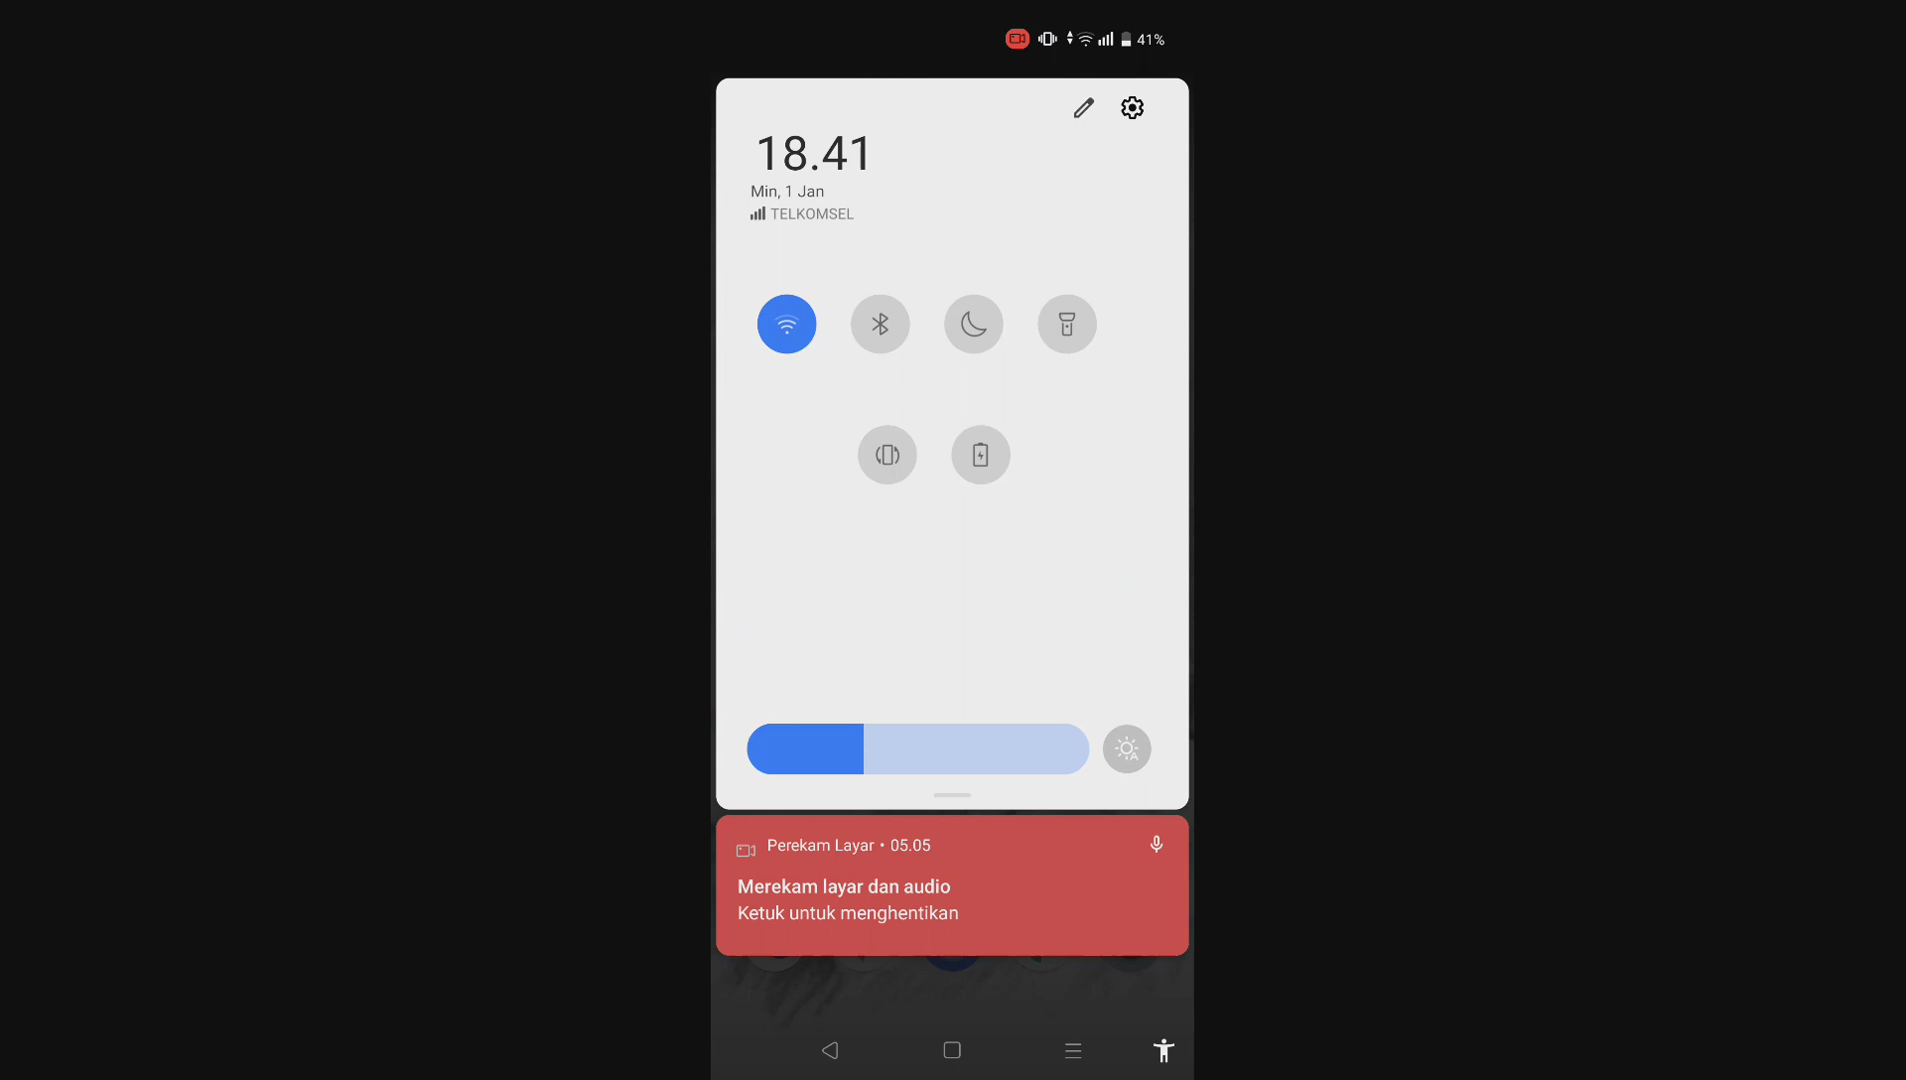 41%
18.41
Min, 1 Jan
TELKOMSEL
Perekam Layar • 05.05
Merekam layar dan audio
Ketuk untuk menghentikan